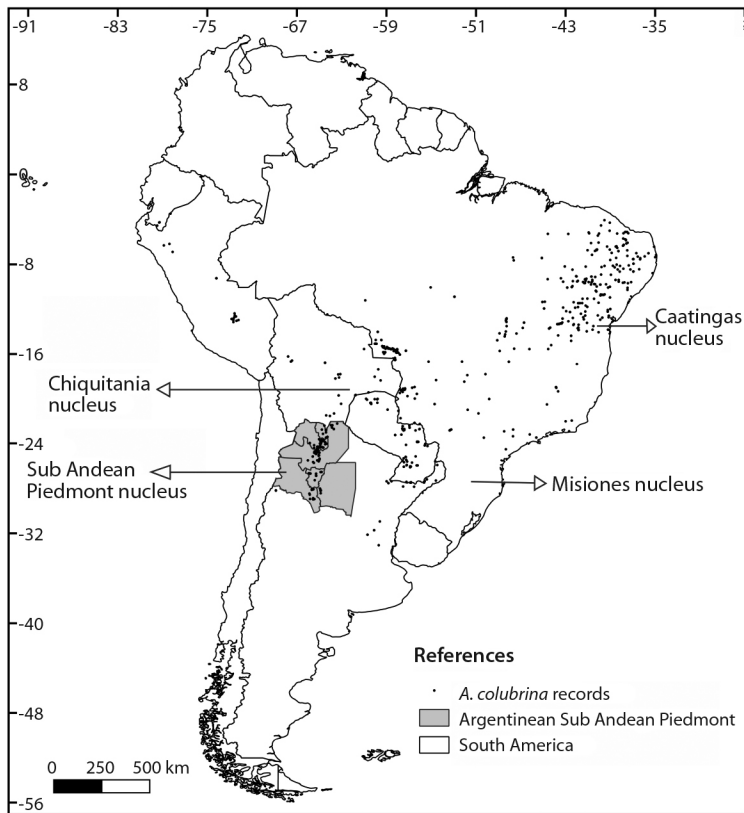 -91 -83 -75 -67 -59 -51 -43 -35
8
0
-8
-16
-24
-32
-40
-48
-56
Caatingas
nucleus
Chiquitania
nucleus
Sub Andean
Piedmont nucleus
Misiones nucleus
References
A. colubrina records
Argentinean Sub Andean Piedmont
South America
0 250 500 km